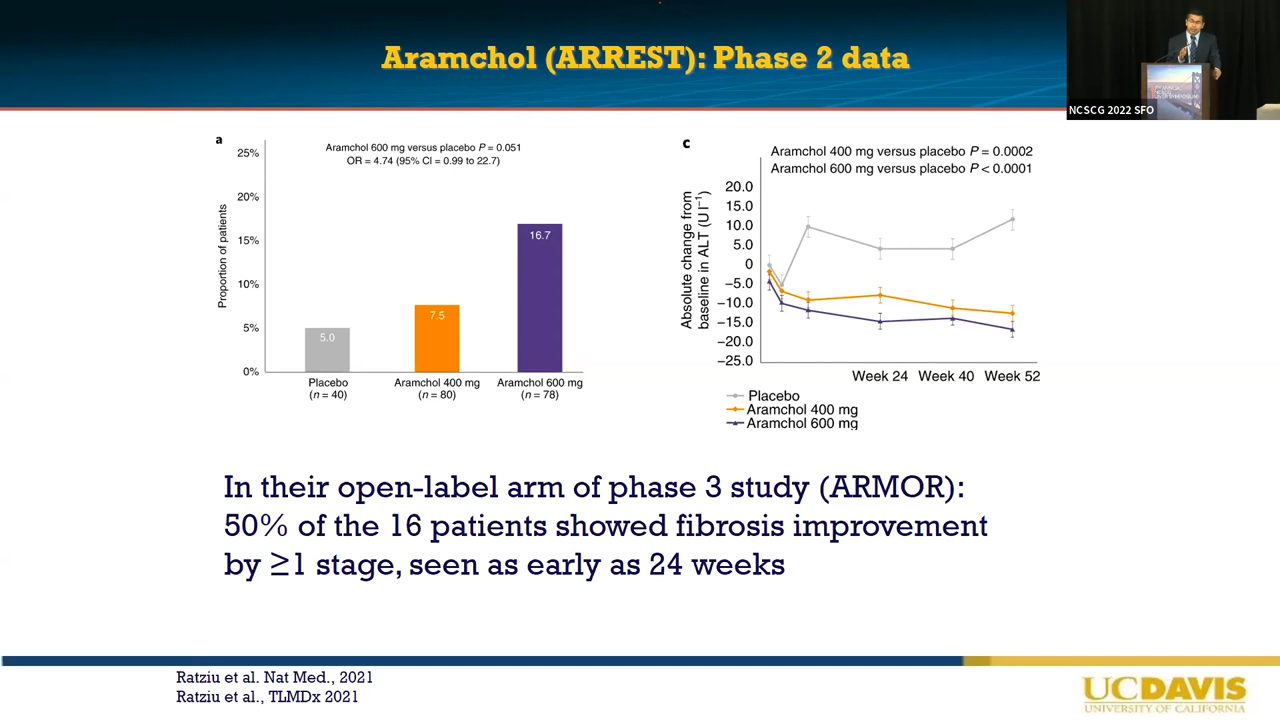 Aramchol (ARREST): Phase 2 data
NCSCG 2022 SFO
a
Aramchol 600 mg versus placebo P = 0.051
OR = 4.74 (95% CI = 0.99 to 22.7)
Proportion of patients
25%
20%
15%
10%
5%
0%
5.0
7.5
16.7
Placebo
(n = 40)
Aramchol 400 mg
(n = 80)
Aramchol 600 mg
(n = 78)
c
Aramchol 400 mg versus placebo P = 0.0002
Aramchol 600 mg versus placebo P < 0.0001
Absolute change from
baseline in ALT (U l⁻¹)
20.0
15.0
10.0
5.0
0
−5.0
−10.0
−15.0
−20.0
−25.0
Week 24 Week 40 Week 52
Placebo
Aramchol 400 mg
Aramchol 600 mg
In their open-label arm of phase 3 study (ARMOR):
50% of the 16 patients showed fibrosis improvement
by ≥1 stage, seen as early as 24 weeks
Ratziu et al. Nat Med., 2021
Ratziu et al., TLMDx 2021
UCDAVIS
UNIVERSITY OF CALIFORNIA